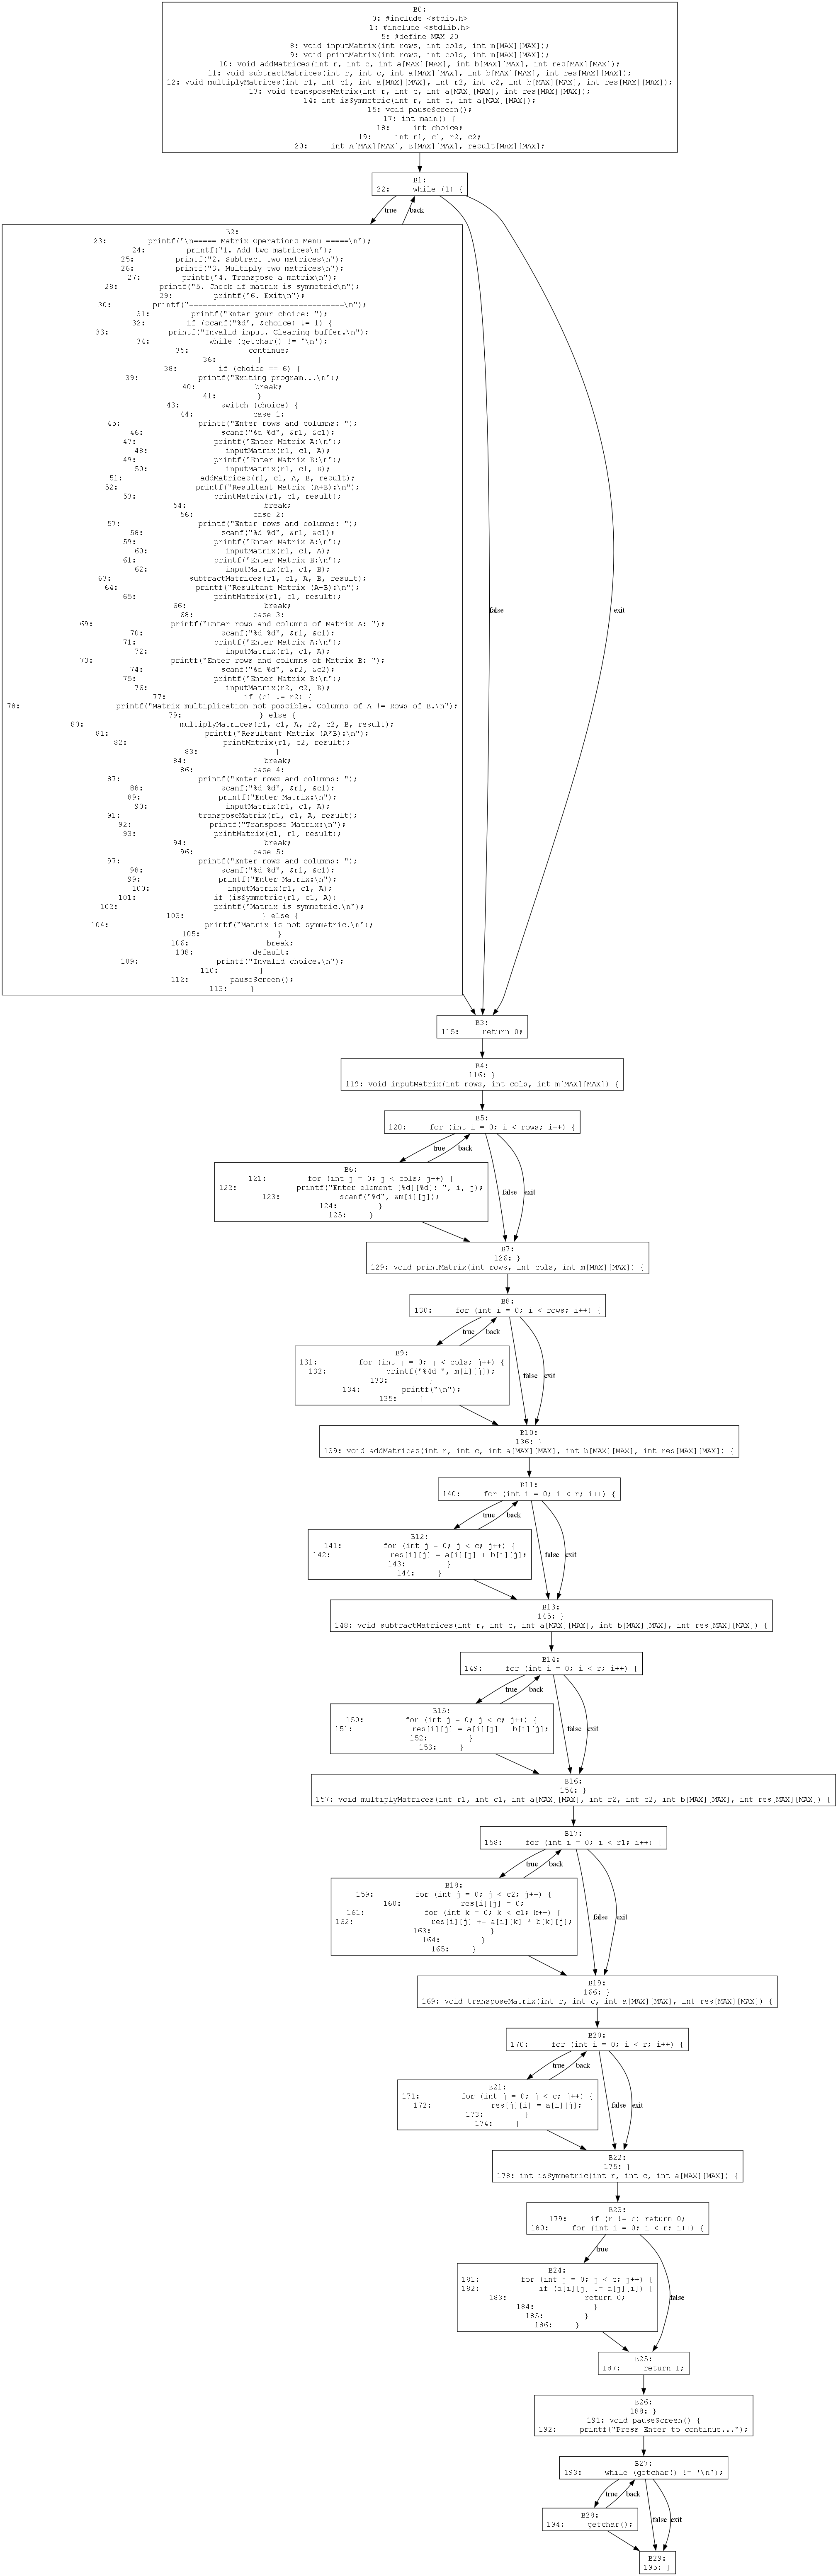 B0:
0: #include <stdio.h>
1: #include <stdlib.h>
5: #define MAX 20
8: void inputMatrix(int rows, int cols, int m[MAX][MAX]);
9: void printMatrix(int rows, int cols, int m[MAX][MAX]);
10: void addMatrices(int r, int c, int a[MAX][MAX], int b[MAX][MAX], int res[MAX][MAX]);
11: void subtractMatrices(int r, int c, int a[MAX][MAX], int b[MAX][MAX], int res[MAX][MAX]);
12: void multiplyMatrices(int r1, int c1, int a[MAX][MAX], int r2, int c2, int b[MAX][MAX], int res[MAX][MAX]);
13: void transposeMatrix(int r, int c, int a[MAX][MAX], int res[MAX][MAX]);
14: int isSymmetric(int r, int c, int a[MAX][MAX]);
15: void pauseScreen();
17: int main() {
18:     int choice;
19:     int r1, c1, r2, c2;
20:     int A[MAX][MAX], B[MAX][MAX], result[MAX][MAX];
B1:
22:     while (1) {
true
back
B2:
23:         printf("\n===== Matrix Operations Menu =====\n");
24:         printf("1. Add two matrices\n");
25:         printf("2. Subtract two matrices\n");
26:         printf("3. Multiply two matrices\n");
27:         printf("4. Transpose a matrix\n");
28:         printf("5. Check if matrix is symmetric\n");
29:         printf("6. Exit\n");
30:         printf("==================================\n");
31:         printf("Enter your choice: ");
32:         if (scanf("%d", &choice) != 1) {
33:             printf("Invalid input. Clearing buffer.\n");
34:             while (getchar() != '\n');
35:             continue;
36:         }
38:         if (choice == 6) {
39:             printf("Exiting program...\n");
40:             break;
41:         }
43:         switch (choice) {
44:             case 1:
45:                 printf("Enter rows and columns: ");
46:                 scanf("%d %d", &r1, &c1);
47:                 printf("Enter Matrix A:\n");
48:                 inputMatrix(r1, c1, A);
49:                 printf("Enter Matrix B:\n");
50:                 inputMatrix(r1, c1, B);
51:                 addMatrices(r1, c1, A, B, result);
52:                 printf("Resultant Matrix (A+B):\n");
53:                 printMatrix(r1, c1, result);
54:                 break;
56:             case 2:
57:                 printf("Enter rows and columns: ");
58:                 scanf("%d %d", &r1, &c1);
59:                 printf("Enter Matrix A:\n");
60:                 inputMatrix(r1, c1, A);
61:                 printf("Enter Matrix B:\n");
62:                 inputMatrix(r1, c1, B);
63:                 subtractMatrices(r1, c1, A, B, result);
64:                 printf("Resultant Matrix (A-B):\n");
65:                 printMatrix(r1, c1, result);
66:                 break;
68:             case 3:
69:                 printf("Enter rows and columns of Matrix A: ");
70:                 scanf("%d %d", &r1, &c1);
71:                 printf("Enter Matrix A:\n");
72:                 inputMatrix(r1, c1, A);
73:                 printf("Enter rows and columns of Matrix B: ");
74:                 scanf("%d %d", &r2, &c2);
75:                 printf("Enter Matrix B:\n");
76:                 inputMatrix(r2, c2, B);
77:                 if (c1 != r2) {
78:                     printf("Matrix multiplication not possible. Columns of A != Rows of B.\n");
79:                 } else {
80:                     multiplyMatrices(r1, c1, A, r2, c2, B, result);
81:                     printf("Resultant Matrix (A*B):\n");
82:                     printMatrix(r1, c2, result);
83:                 }
84:                 break;
86:             case 4:
87:                 printf("Enter rows and columns: ");
88:                 scanf("%d %d", &r1, &c1);
89:                 printf("Enter Matrix:\n");
90:                 inputMatrix(r1, c1, A);
91:                 transposeMatrix(r1, c1, A, result);
92:                 printf("Transpose Matrix:\n");
93:                 printMatrix(c1, r1, result);
94:                 break;
96:             case 5:
97:                 printf("Enter rows and columns: ");
98:                 scanf("%d %d", &r1, &c1);
99:                 printf("Enter Matrix:\n");
100:                 inputMatrix(r1, c1, A);
101:                 if (isSymmetric(r1, c1, A)) {
102:                     printf("Matrix is symmetric.\n");
103:                 } else {
104:                     printf("Matrix is not symmetric.\n");
105:                 }
106:                 break;
108:             default:
109:                 printf("Invalid choice.\n");
110:         }
112:         pauseScreen();
113:     }
false
exit
B3:
115:     return 0;
B4:
116: }
119: void inputMatrix(int rows, int cols, int m[MAX][MAX]) {
B5:
120:     for (int i = 0; i < rows; i++) {
true
back
B6:
121:         for (int j = 0; j < cols; j++) {
122:             printf("Enter element [%d][%d]: ", i, j);
123:             scanf("%d", &m[i][j]);
124:         }
125:     }
false
exit
B7:
126: }
129: void printMatrix(int rows, int cols, int m[MAX][MAX]) {
B8:
130:     for (int i = 0; i < rows; i++) {
true
back
B9:
131:         for (int j = 0; j < cols; j++) {
132:             printf("%4d ", m[i][j]);
133:         }
134:         printf("\n");
135:     }
false
exit
B10:
136: }
139: void addMatrices(int r, int c, int a[MAX][MAX], int b[MAX][MAX], int res[MAX][MAX]) {
B11:
140:     for (int i = 0; i < r; i++) {
true
back
B12:
141:         for (int j = 0; j < c; j++) {
142:             res[i][j] = a[i][j] + b[i][j];
143:         }
144:     }
false
exit
B13:
145: }
148: void subtractMatrices(int r, int c, int a[MAX][MAX], int b[MAX][MAX], int res[MAX][MAX]) {
B14:
149:     for (int i = 0; i < r; i++) {
true
back
B15:
150:         for (int j = 0; j < c; j++) {
151:             res[i][j] = a[i][j] - b[i][j];
152:         }
153:     }
false
exit
B16:
154: }
157: void multiplyMatrices(int r1, int c1, int a[MAX][MAX], int r2, int c2, int b[MAX][MAX], int res[MAX][MAX]) {
B17:
158:     for (int i = 0; i < r1; i++) {
true
back
B18:
159:         for (int j = 0; j < c2; j++) {
160:             res[i][j] = 0;
161:             for (int k = 0; k < c1; k++) {
162:                 res[i][j] += a[i][k] * b[k][j];
163:             }
164:         }
165:     }
false
exit
B19:
166: }
169: void transposeMatrix(int r, int c, int a[MAX][MAX], int res[MAX][MAX]) {
B20:
170:     for (int i = 0; i < r; i++) {
true
back
B21:
171:         for (int j = 0; j < c; j++) {
172:             res[j][i] = a[i][j];
173:         }
174:     }
false
exit
B22:
175: }
178: int isSymmetric(int r, int c, int a[MAX][MAX]) {
B23:
179:     if (r != c) return 0;
180:     for (int i = 0; i < r; i++) {
true
B24:
181:         for (int j = 0; j < c; j++) {
182:             if (a[i][j] != a[j][i]) {
183:                 return 0;
184:             }
185:         }
186:     }
false
B25:
187:     return 1;
B26:
188: }
191: void pauseScreen() {
192:     printf("Press Enter to continue...");
B27:
193:     while (getchar() != '\n');
true
back
B28:
194:     getchar();
false
exit
B29:
195: }